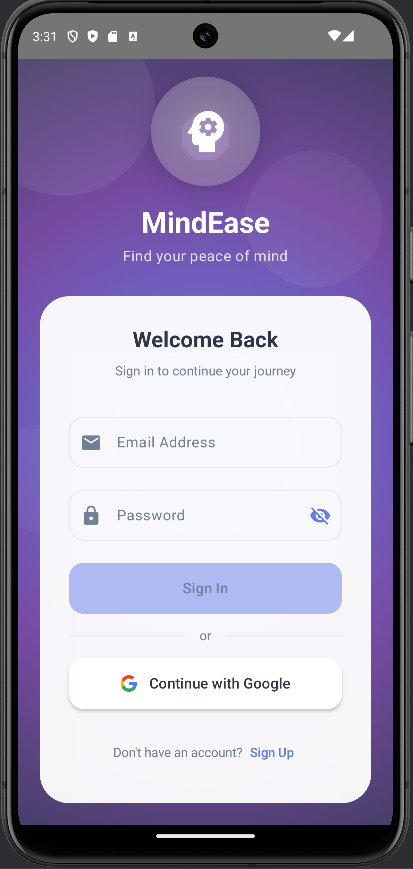 3:31
MindEase
Find your peace of mind
Welcome Back
Sign in to continue your journey
Email Address
Password
Sign In
or
Continue with Google
Don't have an account? Sign Up